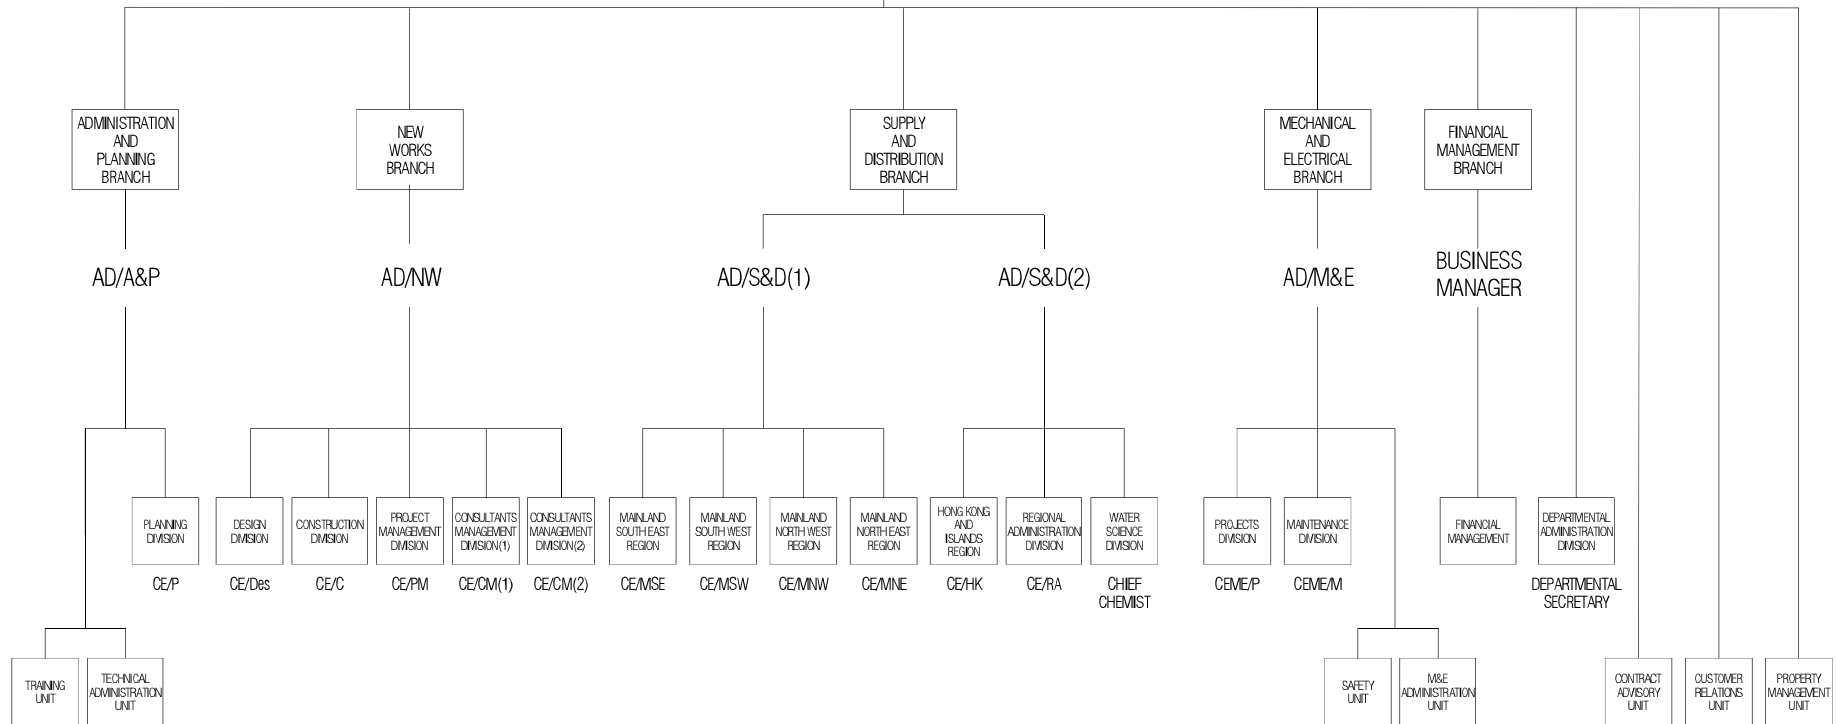 ADMINISTRATION
AND
PLANNING
BRANCH
NEW
WORKS
BRANCH
SUPPLY
AND
DISTRIBUTION
BRANCH
MECHANICAL
AND
ELECTRICAL
BRANCH
FINANCIAL
MANAGEMENT
BRANCH
AD/A&P
AD/NW
AD/S&D(1)
AD/S&D(2)
AD/M&E
BUSINESS
MANAGER
PLANNING
DIVISION
DESIGN
DIVISION
CONSTRUCTION
DIVISION
PROJECT
MANAGEMENT
DIVISION
CONSULTANTS
MANAGEMENT
DIVISION(1)
CONSULTANTS
MANAGEMENT
DIVISION(2)
MAINLAND
SOUTH EAST
REGION
MAINLAND
SOUTH WEST
REGION
MAINLAND
NORTH WEST
REGION
MAINLAND
NORTH EAST
REGION
HONG KONG
AND
ISLANDS
REGION
REGIONAL
ADMINISTRATION
DIVISION
WATER
SCIENCE
DIVISION
PROJECTS
DIVISION
MAINTENANCE
DIVISION
FINANCIAL
MANAGEMENT
DEPARTMENTAL
ADMINISTRATION
DIVISION
CE/P
CE/Des
CE/C
CE/PM
CE/CM(1)
CE/CM(2)
CE/MSE
CE/MSW
CE/MNW
CE/MNE
CE/HK
CE/RA
CHIEF
CHEMIST
CEME/P
CEME/M
DEPARTMENTAL
SECRETARY
TRAINING
UNIT
TECHNICAL
ADMINISTRATION
UNIT
SAFETY
UNIT
M&E
ADMINISTRATION
UNIT
CONTRACT
ADVISORY
UNIT
CUSTOMER
RELATIONS
UNIT
PROPERTY
MANAGEMENT
UNIT